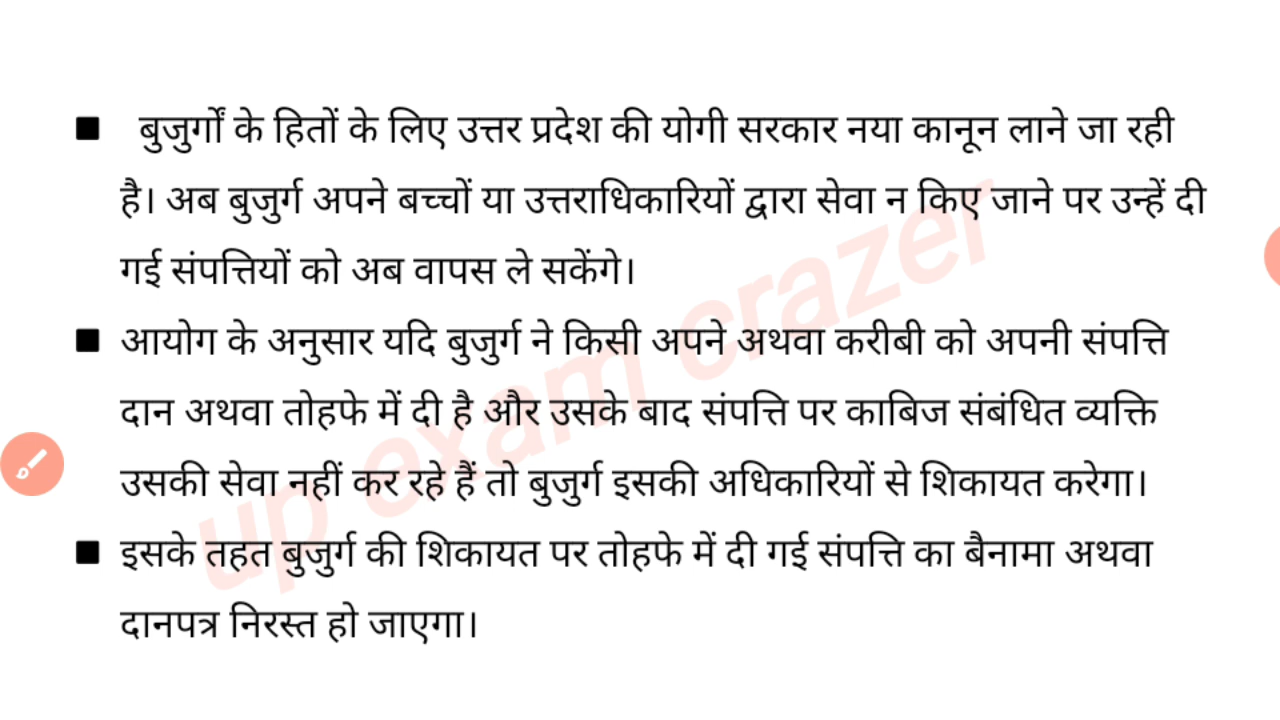 ■ बुजुर्गों के हितों के लिए उत्तर प्रदेश की योगी सरकार नया कानून लाने जा रही
है। अब बुजुर्ग अपने बच्चों या उत्तराधिकारियों द्वारा सेवा न किए जाने पर उन्हें दी
गई संपत्तियों को अब वापस ले सकेंगे।
■ आयोग के अनुसार यदि बुजुर्ग ने किसी अपने अथवा करीबी को अपनी संपत्ति
दान अथवा तोहफे में दी है और उसके बाद संपत्ति पर काबिज संबंधित व्यक्ति
उसकी सेवा नहीं कर रहे हैं तो बुजुर्ग इसकी अधिकारियों से शिकायत करेगा।
■ इसके तहत बुजुर्ग की शिकायत पर तोहफे में दी गई संपत्ति का बैनामा अथवा
दानपत्र निरस्त हो जाएगा।
up exam crazer